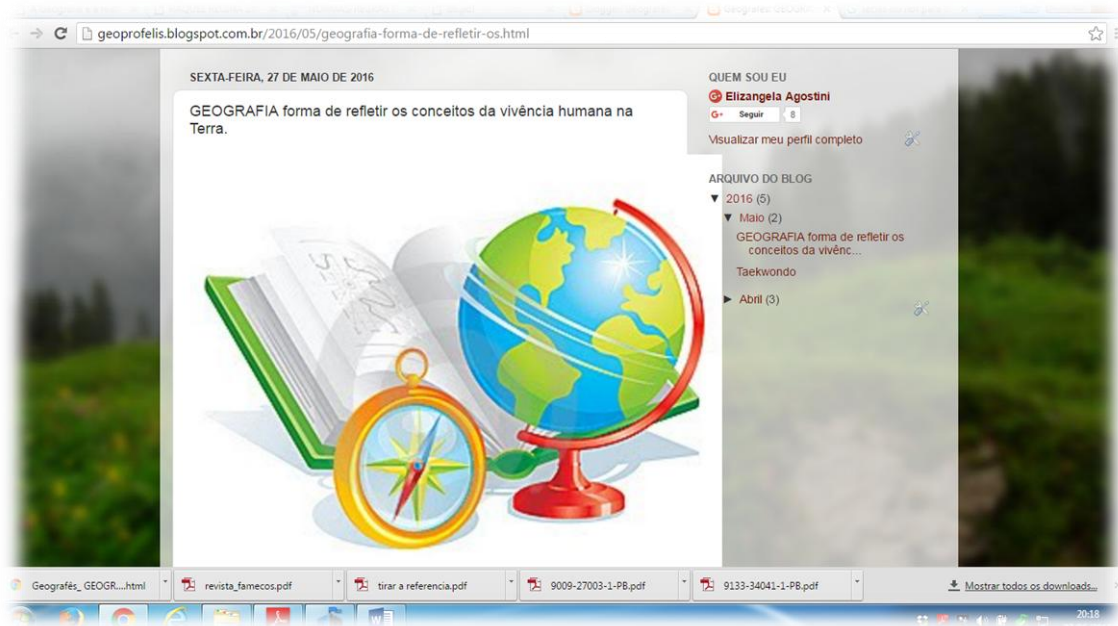 geoprofelis.blogspot.com.br/2016/05/geografia-forma-de-refletir-os.html
SEXTA-FEIRA, 27 DE MAIO DE 2016
GEOGRAFIA forma de refletir os conceitos da vivência humana na
Terra.
QUEM SOU EU
Elizangela Agostini
G+ Seguir 8
Visualizar meu perfil completo
ARQUIVO DO BLOG
▼ 2016 (5)
▼ Maio (2)
GEOGRAFIA forma de refletir os
conceitos da vivênc...
Taekwondo
► Abril (3)
Geografês_ GEOGR....html
revista_famecos.pdf
tirar a referencia.pdf
9009-27003-1-PB.pdf
9133-34041-1-PB.pdf
Mostrar todos os downloads...
20:18